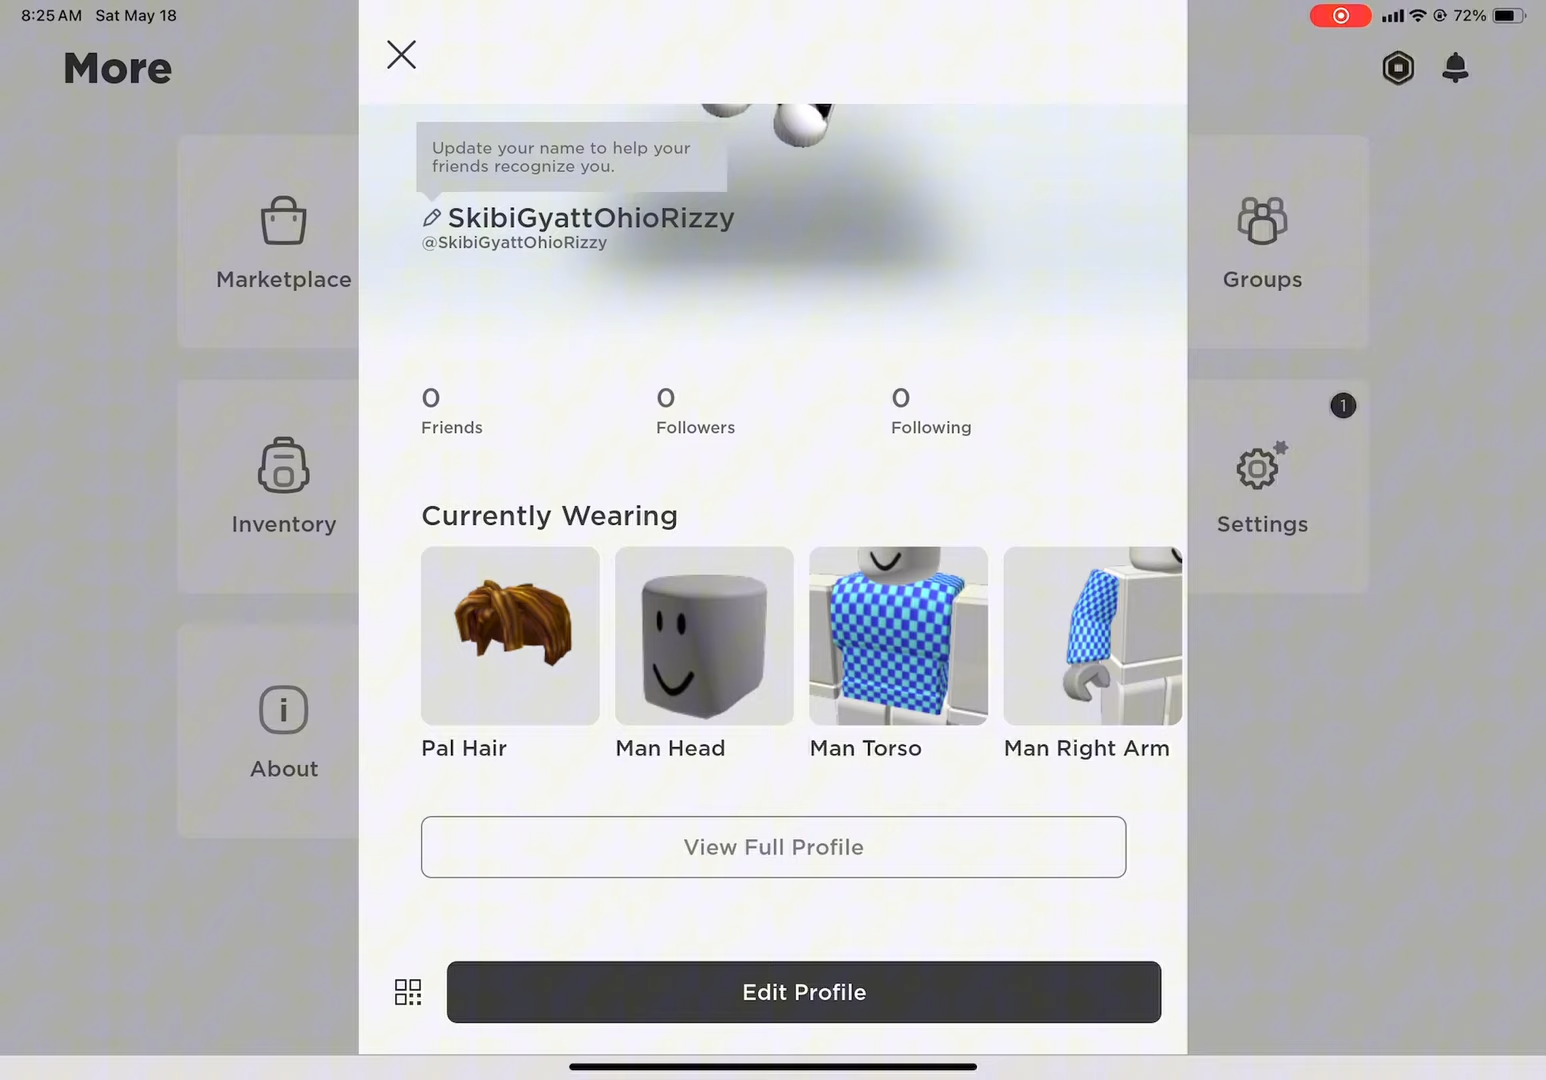 8:25 AM Sat May 18
72%
More
Update your name to help your
friends recognize you.
SkibiGyattOhioRizzy
@SkibiGyattOhioRizzy
Marketplace
Groups
0
Friends
0
Followers
0
Following
1
Inventory
Settings
Currently Wearing
Pal Hair
Man Head
Man Torso
Man Right Arm
About
View Full Profile
Edit Profile